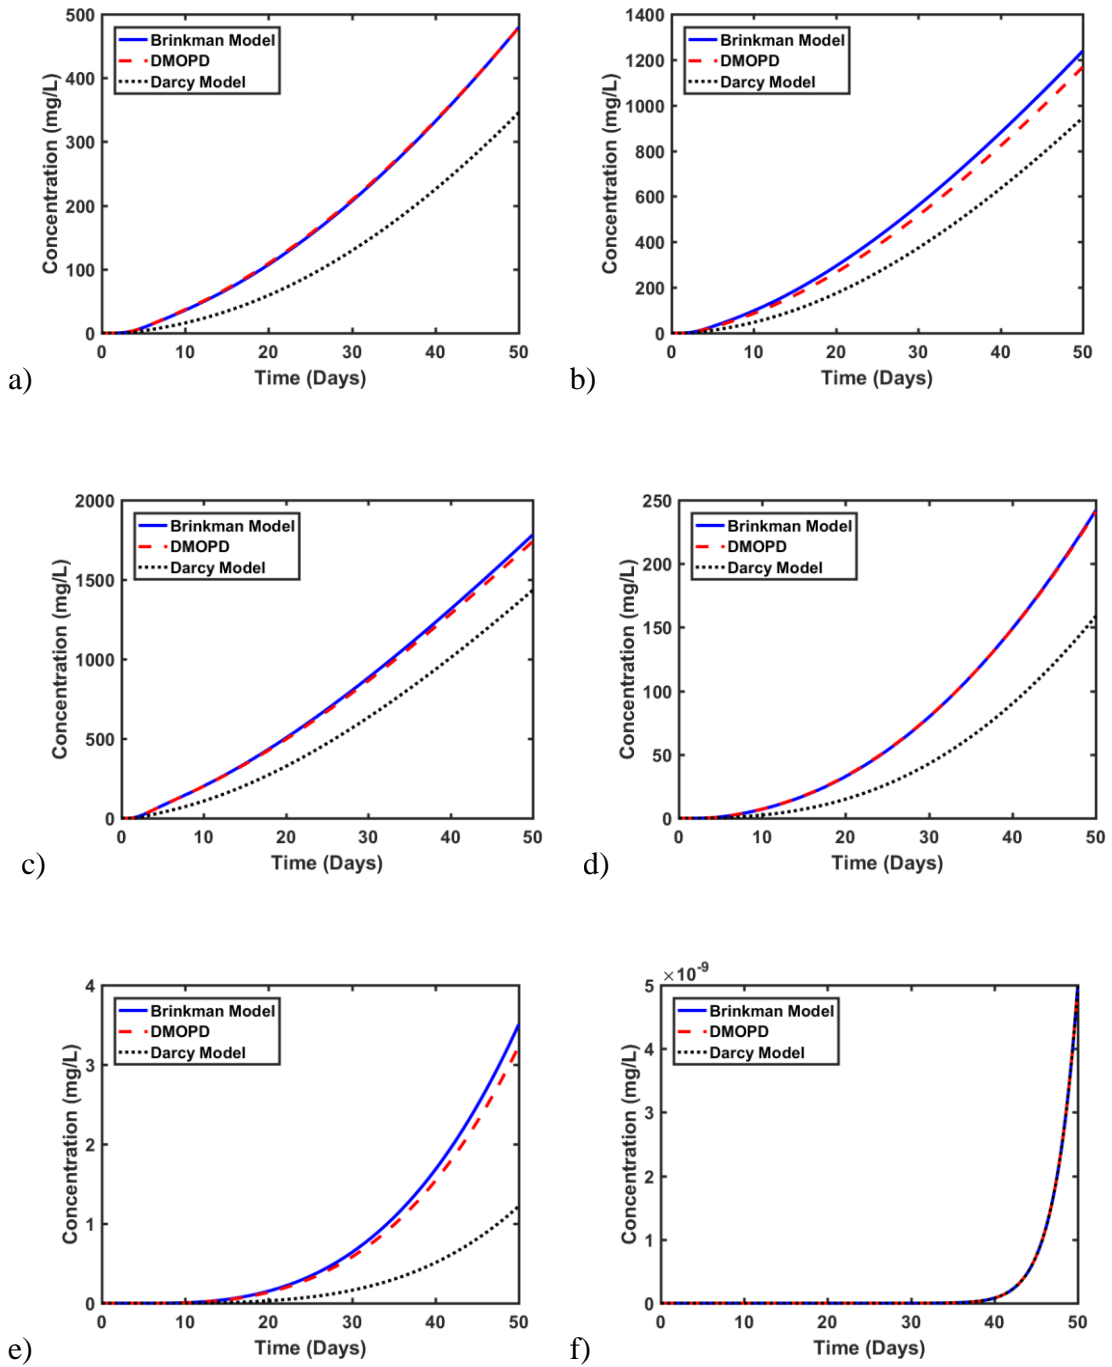 500
400
300
200
100
0
Concentration (mg/L)
Brinkman Model
DMOPD
Darcy Model
0 10 20 30 40 50
Time (Days)
a)
1400
1200
1000
800
600
400
200
0
Concentration (mg/L)
Brinkman Model
DMOPD
Darcy Model
0 10 20 30 40 50
Time (Days)
b)
2000
1500
1000
500
0
Concentration (mg/L)
Brinkman Model
DMOPD
Darcy Model
0 10 20 30 40 50
Time (Days)
c)
250
200
150
100
50
0
Concentration (mg/L)
Brinkman Model
DMOPD
Darcy Model
0 10 20 30 40 50
Time (Days)
d)
4
3
2
1
0
Concentration (mg/L)
Brinkman Model
DMOPD
Darcy Model
0 10 20 30 40 50
Time (Days)
e)
×10⁻⁹
5
4
3
2
1
0
Concentration (mg/L)
Brinkman Model
DMOPD
Darcy Model
0 10 20 30 40 50
Time (Days)
f)